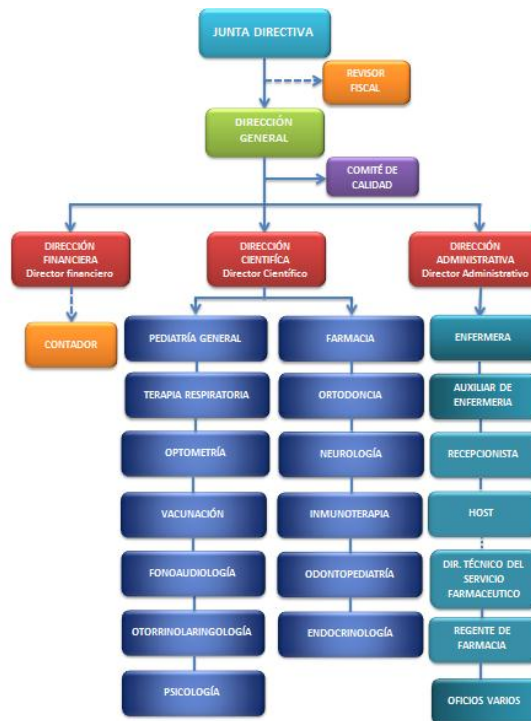 JUNTA DIRECTIVA
REVISOR
FISCAL
DIRECCIÓN
GENERAL
COMITÉ DE
CALIDAD
DIRECCIÓN
FINANCIERA
Director financiero
DIRECCIÓN
CIENTIFÍCA
Director Científico
DIRECCIÓN
ADMINISTRATIVA
Director Administrativo
CONTADOR
PEDIATRÍA GENERAL
TERAPIA RESPIRATORIA
OPTOMETRÍA
VACUNACIÓN
FONOAUDIOLOGÍA
OTORRINOLARINGOLOGÍA
PSICOLOGÍA
FARMACIA
ORTODONCIA
NEUROLOGÍA
INMUNOTERAPIA
ODONTOPEDIATRÍA
ENDOCRINOLOGÍA
ENFERMERA
AUXILIAR DE
ENFERMERIA
RECEPCIONISTA
HOST
DIR. TÉCNICO DEL
SERVICIO
FARMACEUTICO
REGENTE DE
FARMACIA
OFICIOS VARIOS